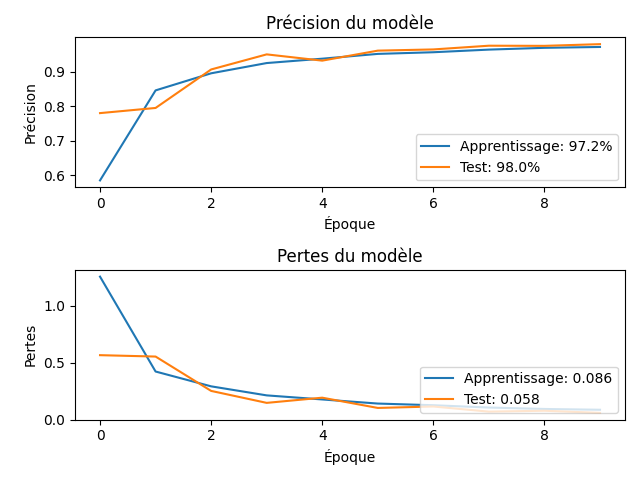 Précision du modèle
Précision
0.9
0.8
0.7
0.6
Apprentissage: 97.2%
Test: 98.0%
0 2 4 6 8
Époque
Pertes du modèle
Pertes
1.0
0.5
0.0
Apprentissage: 0.086
Test: 0.058
0 2 4 6 8
Époque